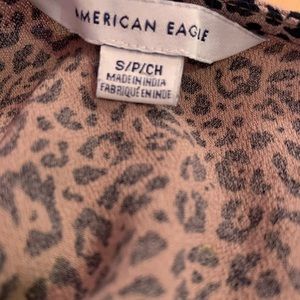 AMERICAN EAGLE
S/P/CH
MADE IN INDIA
FABRIQUÉ EN INDE